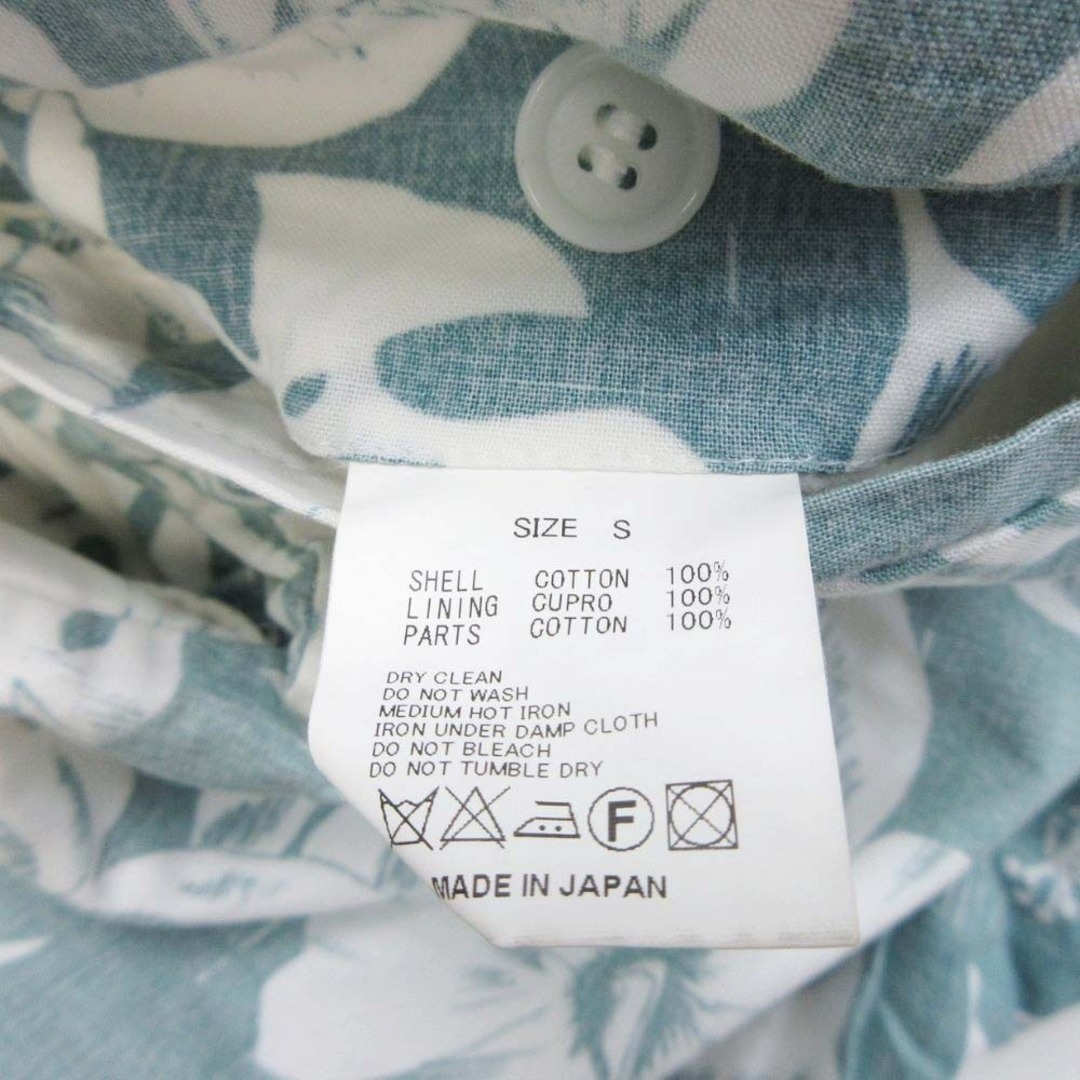 SIZE S
SHELL COTTON 100%
LINING CUPRO 100%
PARTS COTTON 100%
DRY CLEAN
DO NOT WASH
MEDIUM HOT IRON
IRON UNDER DAMP CLOTH
DO NOT BLEACH
DO NOT TUMBLE DRY
F
MADE IN JAPAN